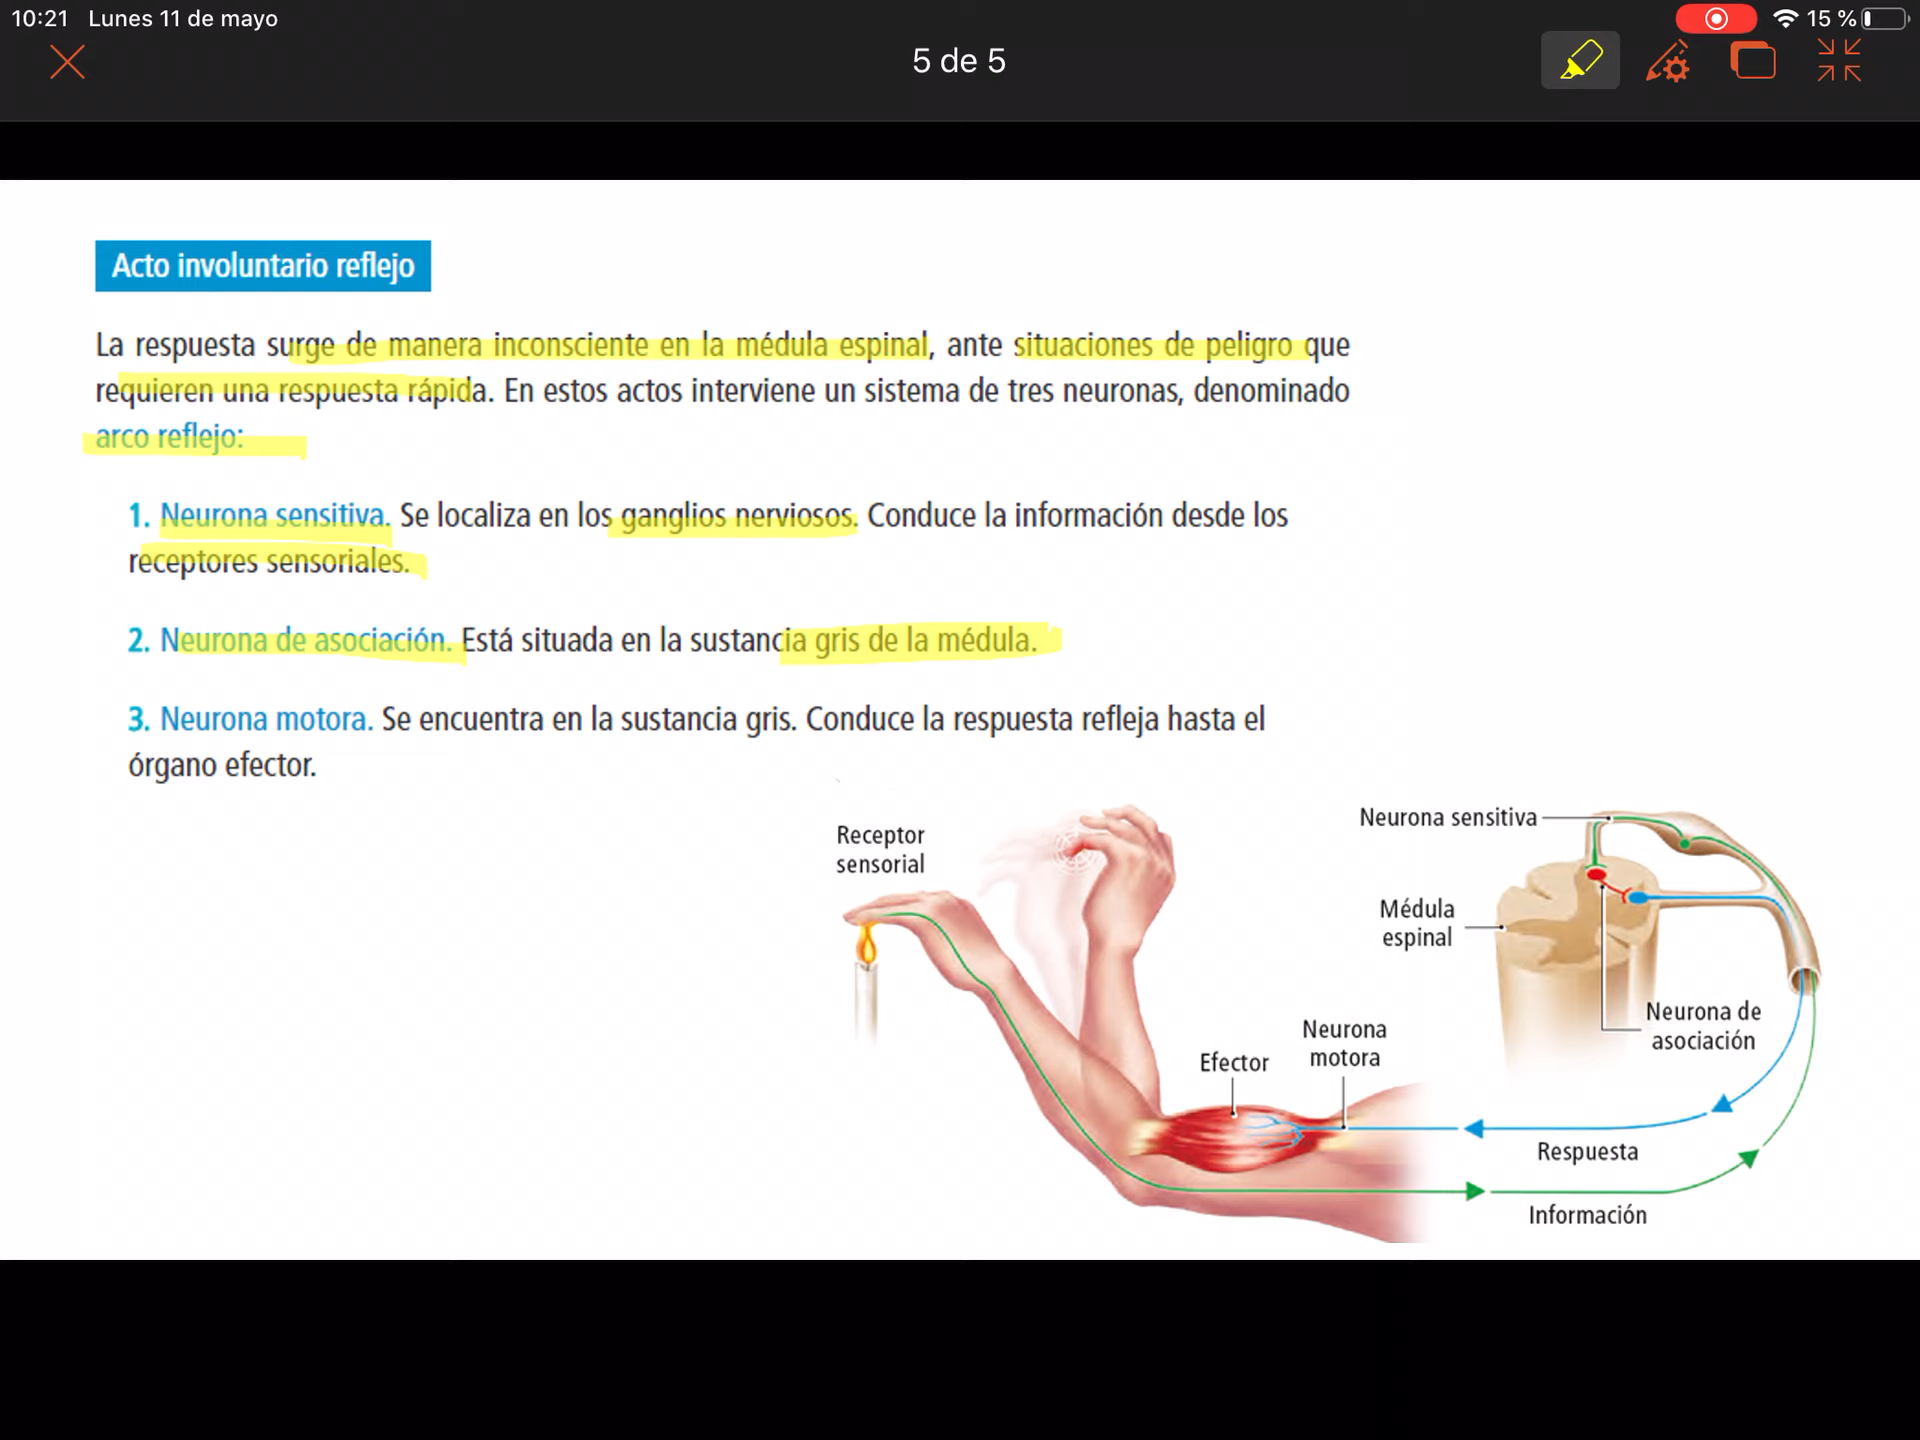 10:21 Lunes 11 de mayo
15 %
5 de 5
Acto involuntario reflejo
La respuesta surge de manera inconsciente en la médula espinal, ante situaciones de peligro que
requieren una respuesta rápida. En estos actos interviene un sistema de tres neuronas, denominado
arco reflejo:
1. Neurona sensitiva. Se localiza en los ganglios nerviosos. Conduce la información desde los
receptores sensoriales.
2. Neurona de asociación. Está situada en la sustancia gris de la médula.
3. Neurona motora. Se encuentra en la sustancia gris. Conduce la respuesta refleja hasta el
órgano efector.
Receptor
sensorial
Neurona sensitiva
Médula
espinal
Neurona de
asociación
Neurona
motora
Efector
Respuesta
Información